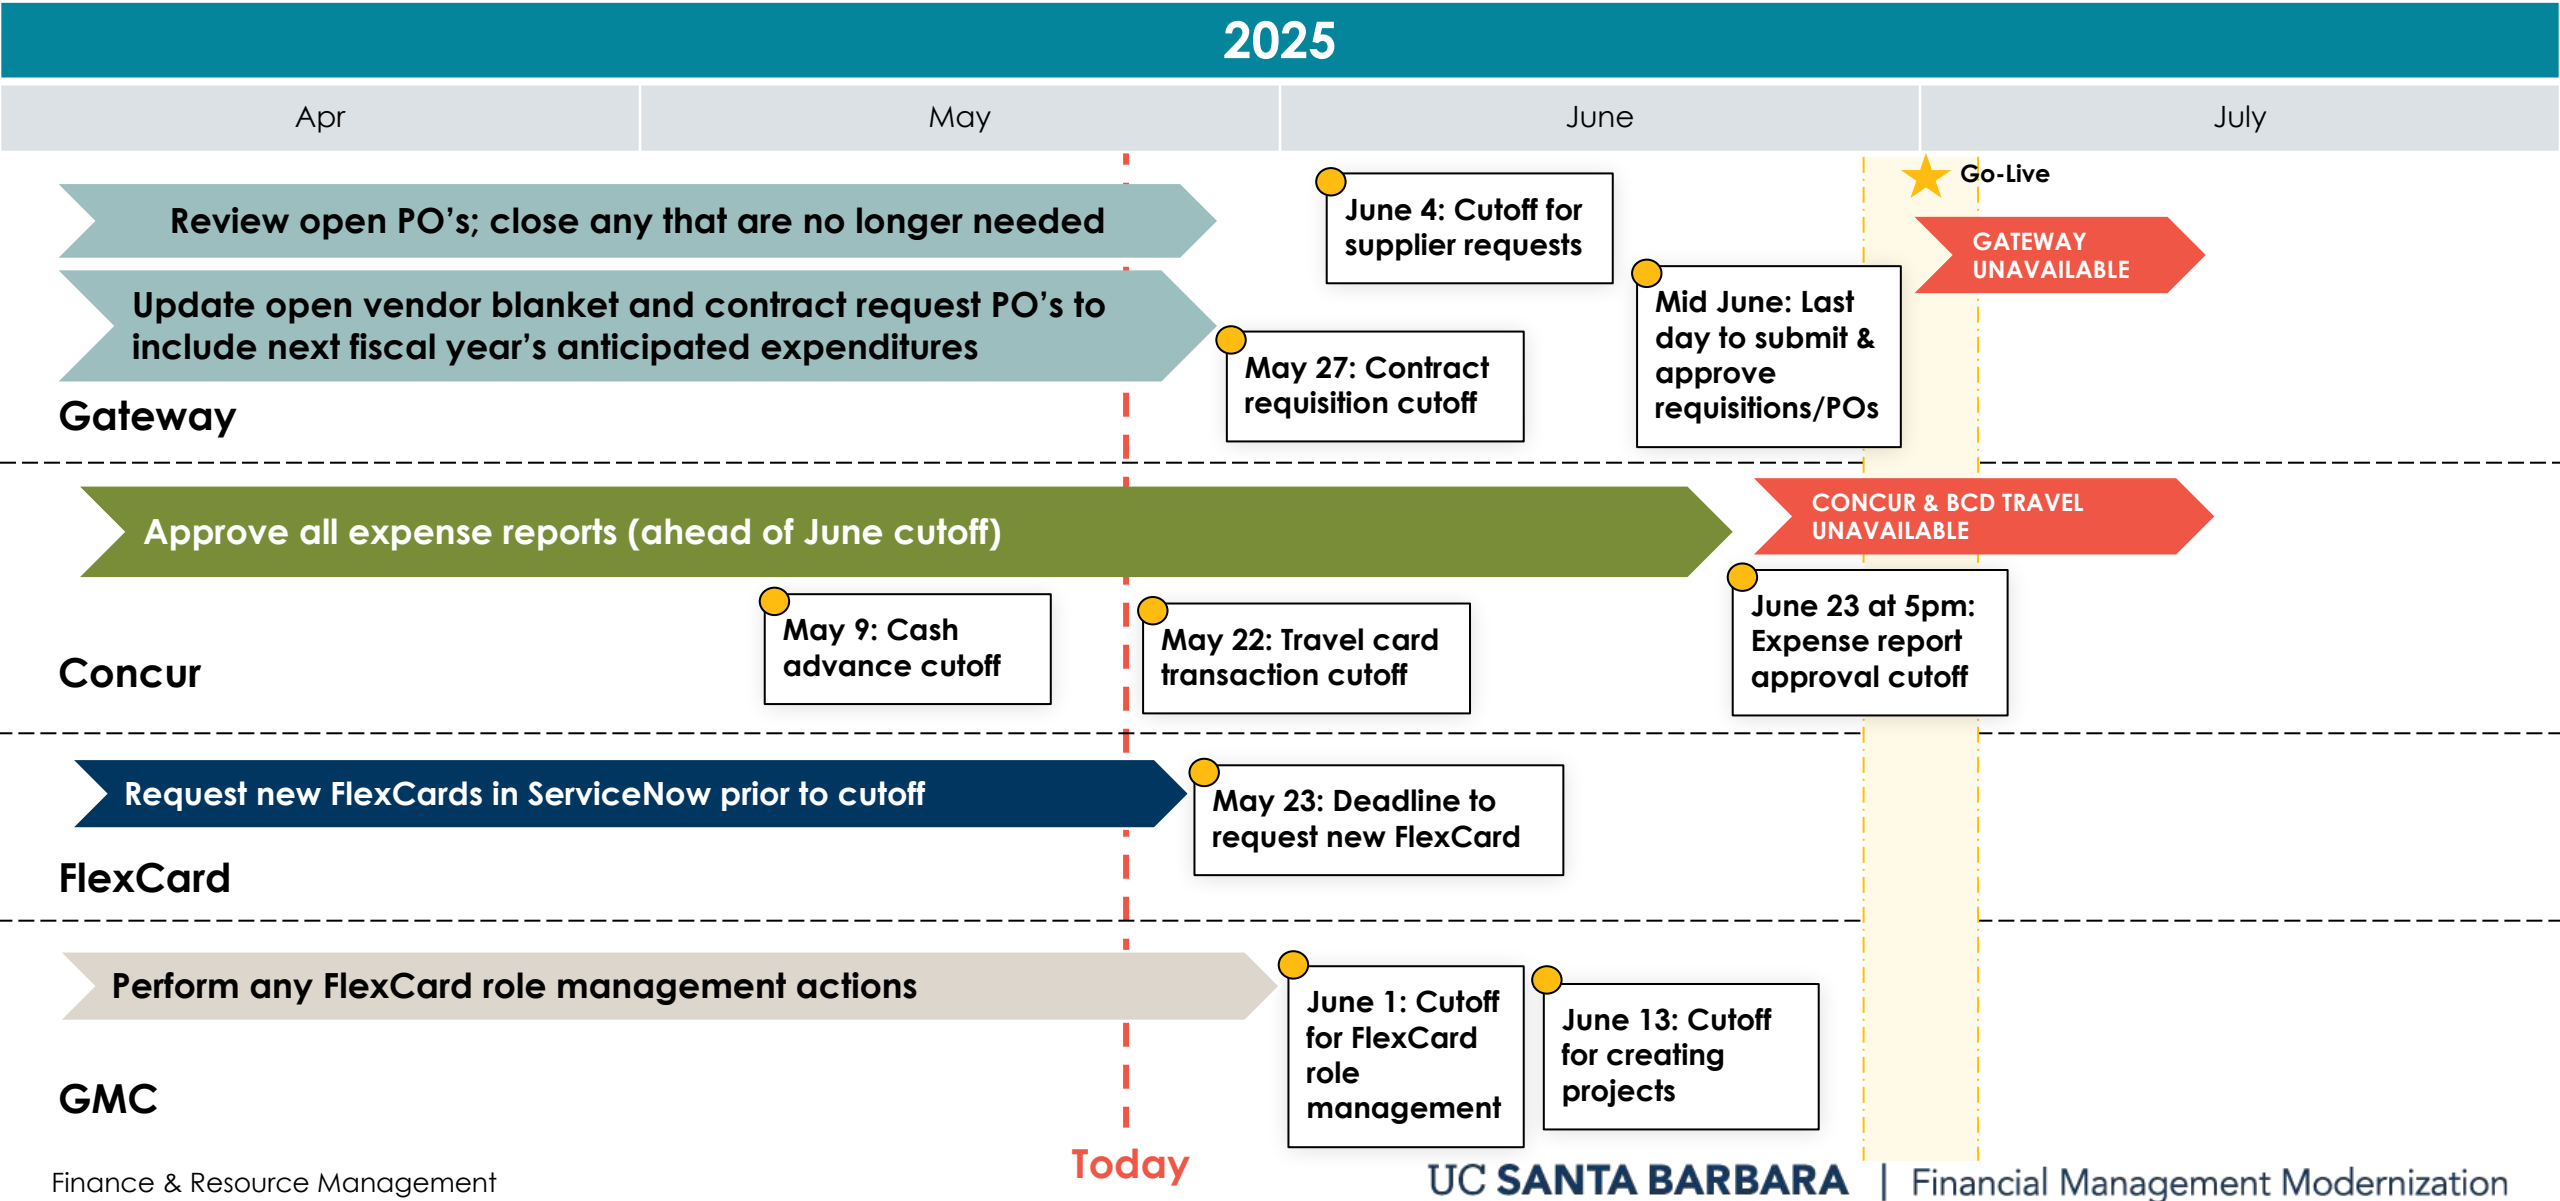 2025
Apr
May
June
July
Go-Live
Review open PO's; close any that are no longer needed
June 4: Cutoff for
supplier requests
GATEWAY
UNAVAILABLE
Update open vendor blanket and contract request PO's to
include next fiscal year's anticipated expenditures
Mid June: Last
day to submit &
approve
requisitions/POs
May 27: Contract
requisition cutoff
Gateway
Approve all expense reports (ahead of June cutoff)
CONCUR & BCD TRAVEL
UNAVAILABLE
May 9: Cash
advance cutoff
May 22: Travel card
transaction cutoff
June 23 at 5pm:
Expense report
approval cutoff
Concur
Request new FlexCards in ServiceNow prior to cutoff
May 23: Deadline to
request new FlexCard
FlexCard
Perform any FlexCard role management actions
June 1: Cutoff
for FlexCard
role
management
June 13: Cutoff
for creating
projects
GMC
Today
Finance & Resource Management
UC SANTA BARBARA | Financial Management Modernization